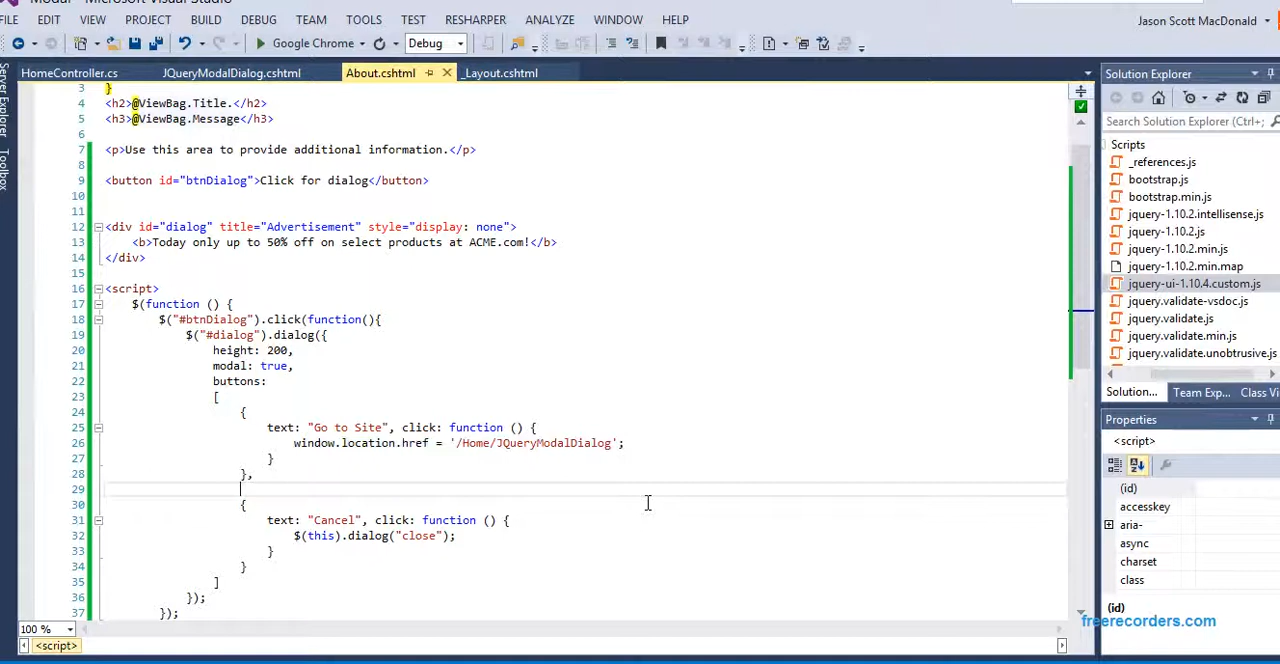 Modal - Microsoft Visual Studio
FILE EDIT VIEW PROJECT BUILD DEBUG TEAM TOOLS TEST RESHARPER ANALYZE WINDOW HELP
Jason Scott MacDonald
Google Chrome
Debug
HomeController.cs
JQueryModalDialog.cshtml
About.cshtml
_Layout.cshtml
Server Explorer
Toolbox
3 }
4 <h2>@ViewBag.Title.</h2>
5 <h3>@ViewBag.Message</h3>
6
7 <p>Use this area to provide additional information.</p>
8
9 <button id="btnDialog">Click for dialog</button>
10
11
12 <div id="dialog" title="Advertisement" style="display: none">
13 <b>Today only up to 50% off on select products at ACME.com!</b>
14 </div>
15
16 <script>
17 $(function () {
18 $("#btnDialog").click(function(){
19 $("#dialog").dialog({
20 height: 200,
21 modal: true,
22 buttons:
23 [
24 {
25 text: "Go to Site", click: function () {
26 window.location.href = '/Home/JQueryModalDialog';
27 }
28 },
29
30 {
31 text: "Cancel", click: function () {
32 $(this).dialog("close");
33 }
34 }
35 ]
36 });
37 });
100 %
<script>
Solution Explorer
Search Solution Explorer (Ctrl+;
Scripts
_references.js
bootstrap.js
bootstrap.min.js
jquery-1.10.2.intellisense.js
jquery-1.10.2.js
jquery-1.10.2.min.js
jquery-1.10.2.min.map
jquery-ui-1.10.4.custom.js
jquery.validate-vsdoc.js
jquery.validate.js
jquery.validate.min.js
jquery.validate.unobtrusive.js
Solution... Team Exp... Class Vi
Properties
<script>
(id)
accesskey
aria-
async
charset
class
(id)
freerecorders.com